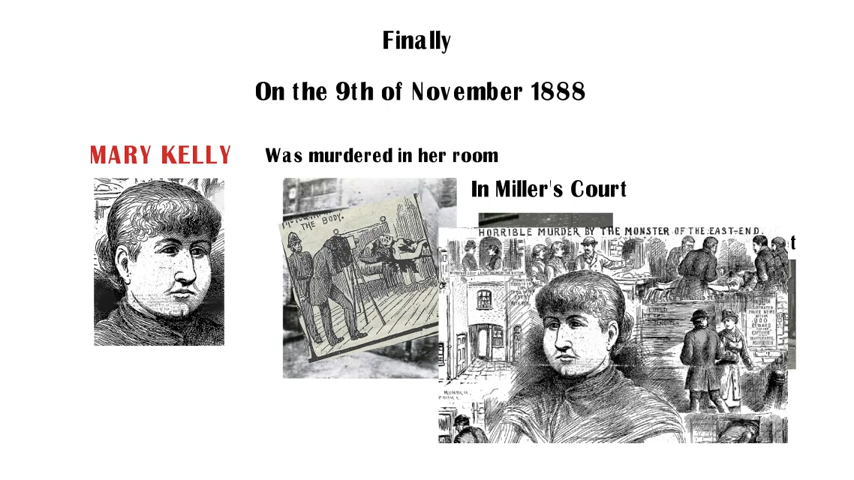 Finally
On the 9th of November 1888
MARY KELLY
Was murdered in her room
In Miller's Court
THE BODY.
HORRIBLE MURDER BY THE MONSTER OF THE EAST-END.
t